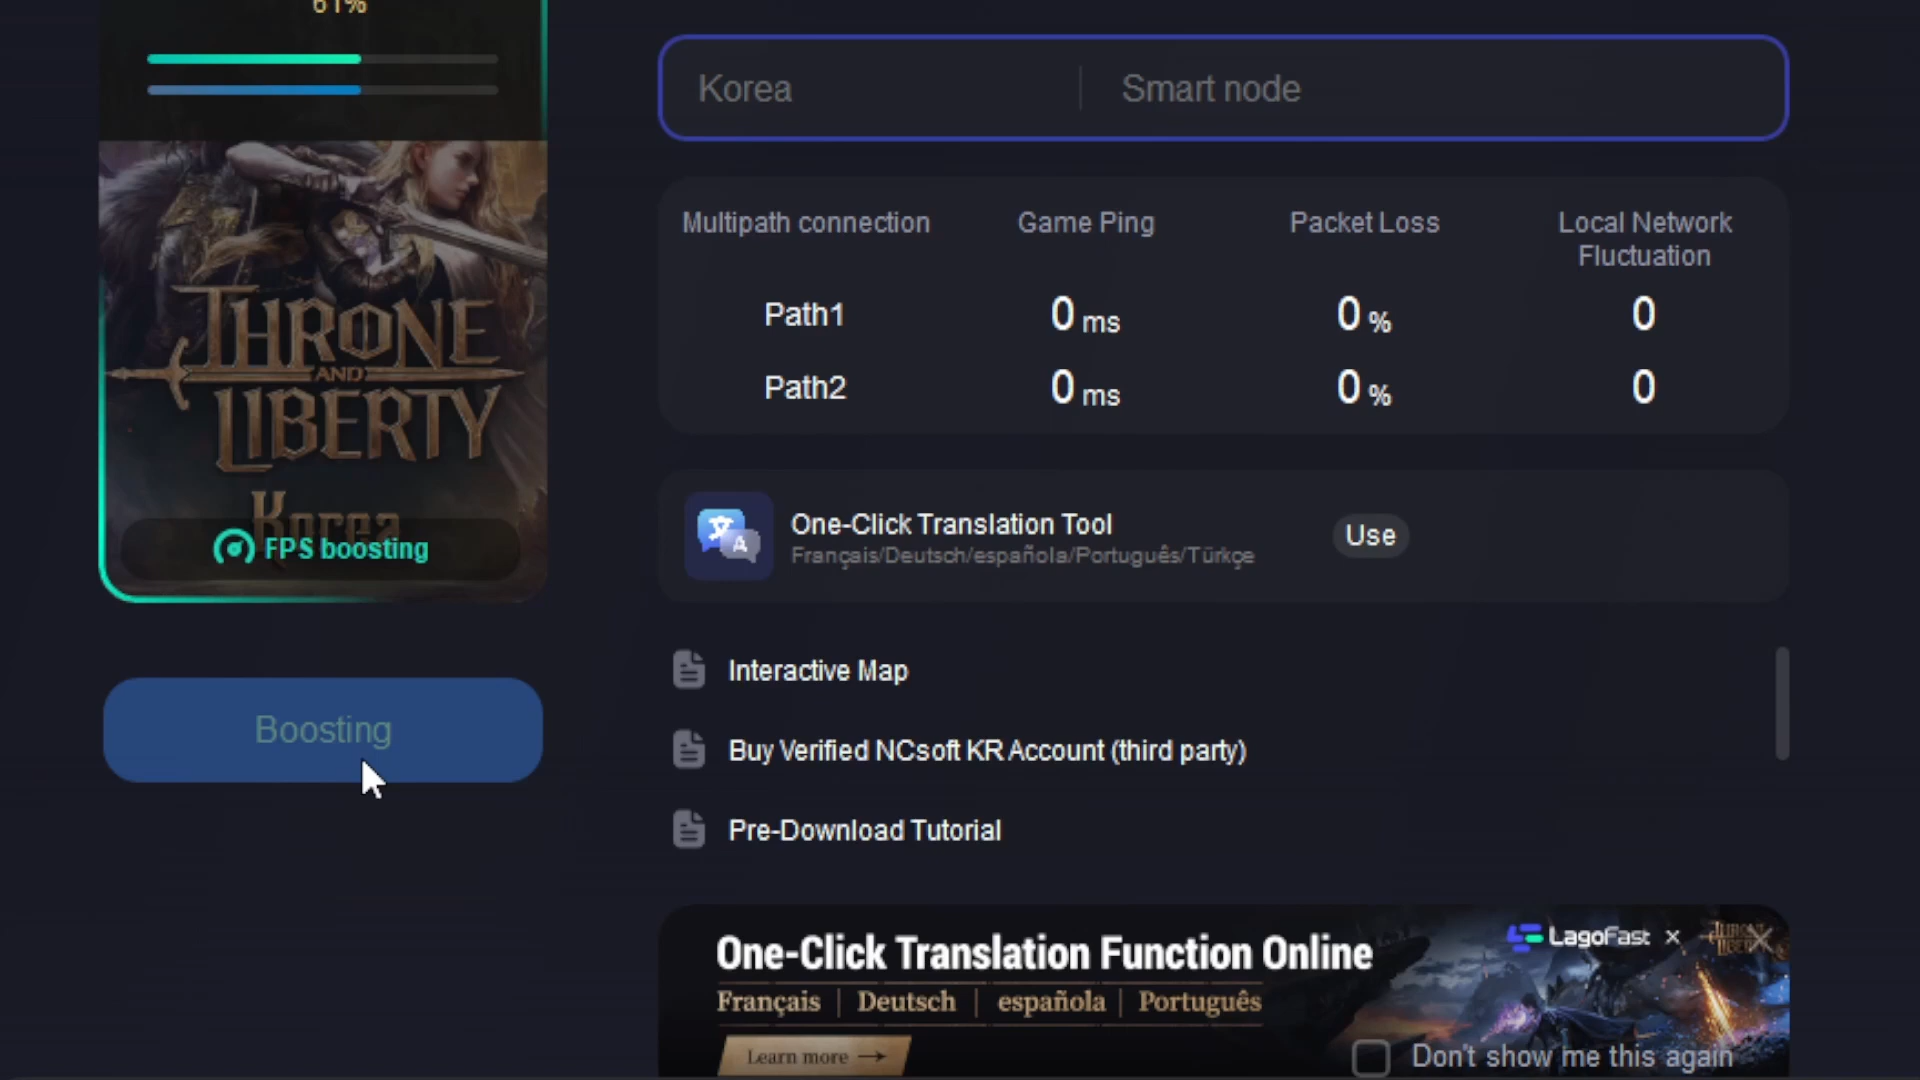 61%
Korea
Smart node
Multipath connection
Game Ping
Packet Loss
Local Network
Fluctuation
Path1
0 ms
0 %
0
Path2
0 ms
0 %
0
THRONE
AND
LIBERTY
Korea
FPS boosting
One-Click Translation Tool
Français/Deutsch/española/Português/Türkçe
Use
Boosting
Interactive Map
Buy Verified NCsoft KR Account (third party)
Pre-Download Tutorial
One-Click Translation Function Online
LagoFast
Français | Deutsch | española | Português
Learn more →
Don't show me this again